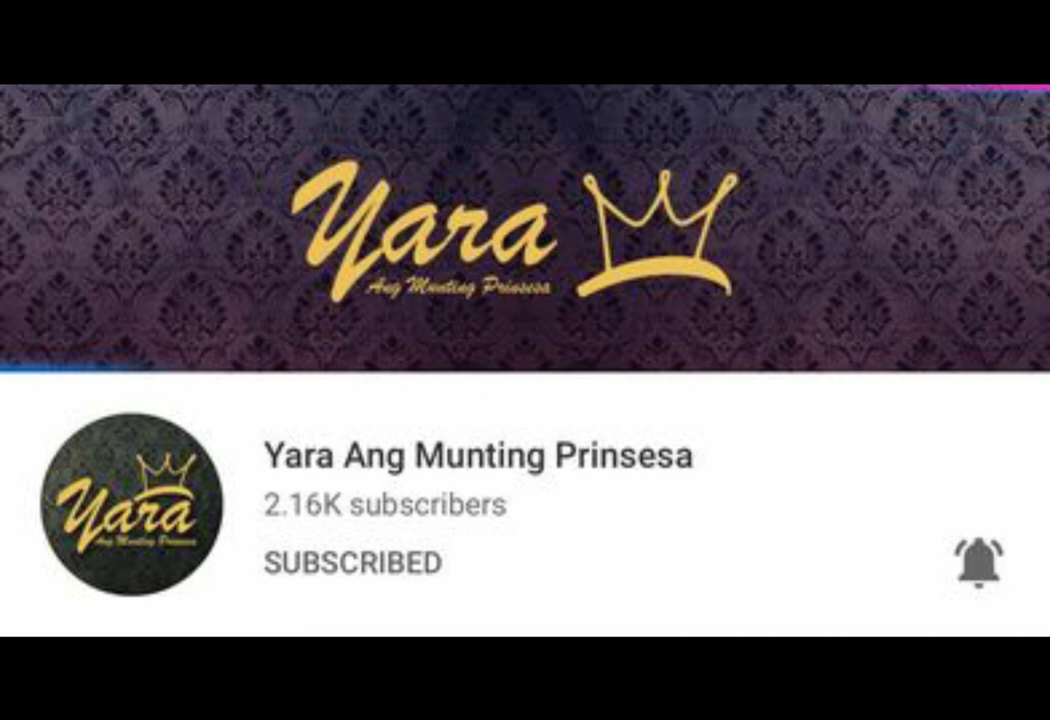 Yara
Ang Munting Prinsesa
Yara
Ang Munting Prinsesa
Yara Ang Munting Prinsesa
2.16K subscribers
SUBSCRIBED